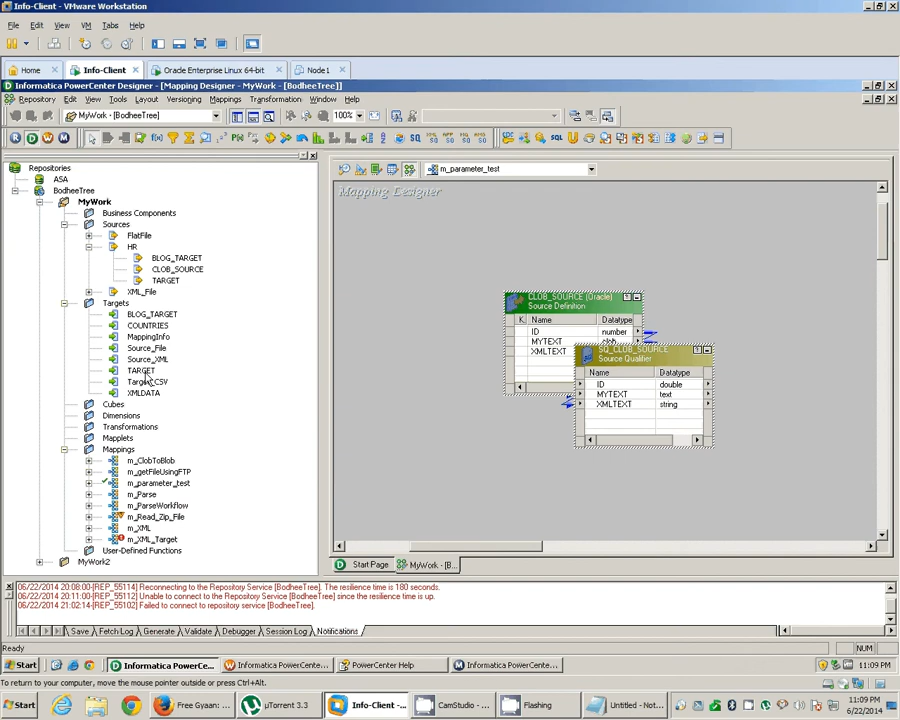 Info-Client - VMware Workstation
File Edit View VM Tabs Help
Home Info-Client Oracle Enterprise Linux 64-bit Node1
Informatica PowerCenter Designer - [Mapping Designer - MyWork - [BodheeTree]]
Repository Edit View Tools Layout Versioning Mappings Transformation Window Help
MyWork - [BodheeTree] 100%
m_parameter_test
Repositories
ASA
BodheeTree
MyWork
Business Components
Sources
FlatFile
HR
BLOG_TARGET
CLOB_SOURCE
TARGET
XML_File
Targets
BLOG_TARGET
COUNTRIES
MappingInfo
Source_File
Source_XML
TARGET
Target_CSV
XMLDATA
Cubes
Dimensions
Transformations
Mapplets
Mappings
m_ClobToBlob
m_getFileUsingFTP
m_parameter_test
m_Parse
m_ParseWorkflow
m_Read_Zip_File
m_XML
m_XML_Target
User-Defined Functions
MyWork2
Mapping Designer
CLOB_SOURCE (Oracle)
Source Definition
K. Name Datatype
ID number
MYTEXT clob
XMLTEXT
SQ_CLOB_SOURCE
Source Qualifier
Name Datatype
ID double
MYTEXT text
XMLTEXT string
Start Page MyWork - [B...
06/22/2014 20:08:00-[REP_55114] Reconnecting to the Repository Service [BodheeTree]. The resilience time is 180 seconds.
06/22/2014 20:11:00-[REP_55112] Unable to connect to the repository Service [BodheeTree] since the resilience time is up.
06/22/2014 21:02:14-[REP_55102] Failed to connect to repository service [BodheeTree].
Save Fetch Log Generate Validate Debugger Session Log Notifications
Ready NUM
Start Informatica PowerCe... Informatica PowerCente... PowerCenter Help Informatica PowerCente... 11:09 PM
To return to your computer, move the mouse pointer outside or press Ctrl+Alt.
Start Free Gyaan: ... µTorrent 3.3 Info-Client -... CamStudio - ... Flashing Untitled - Not... 11:09 PM
6/22/2014